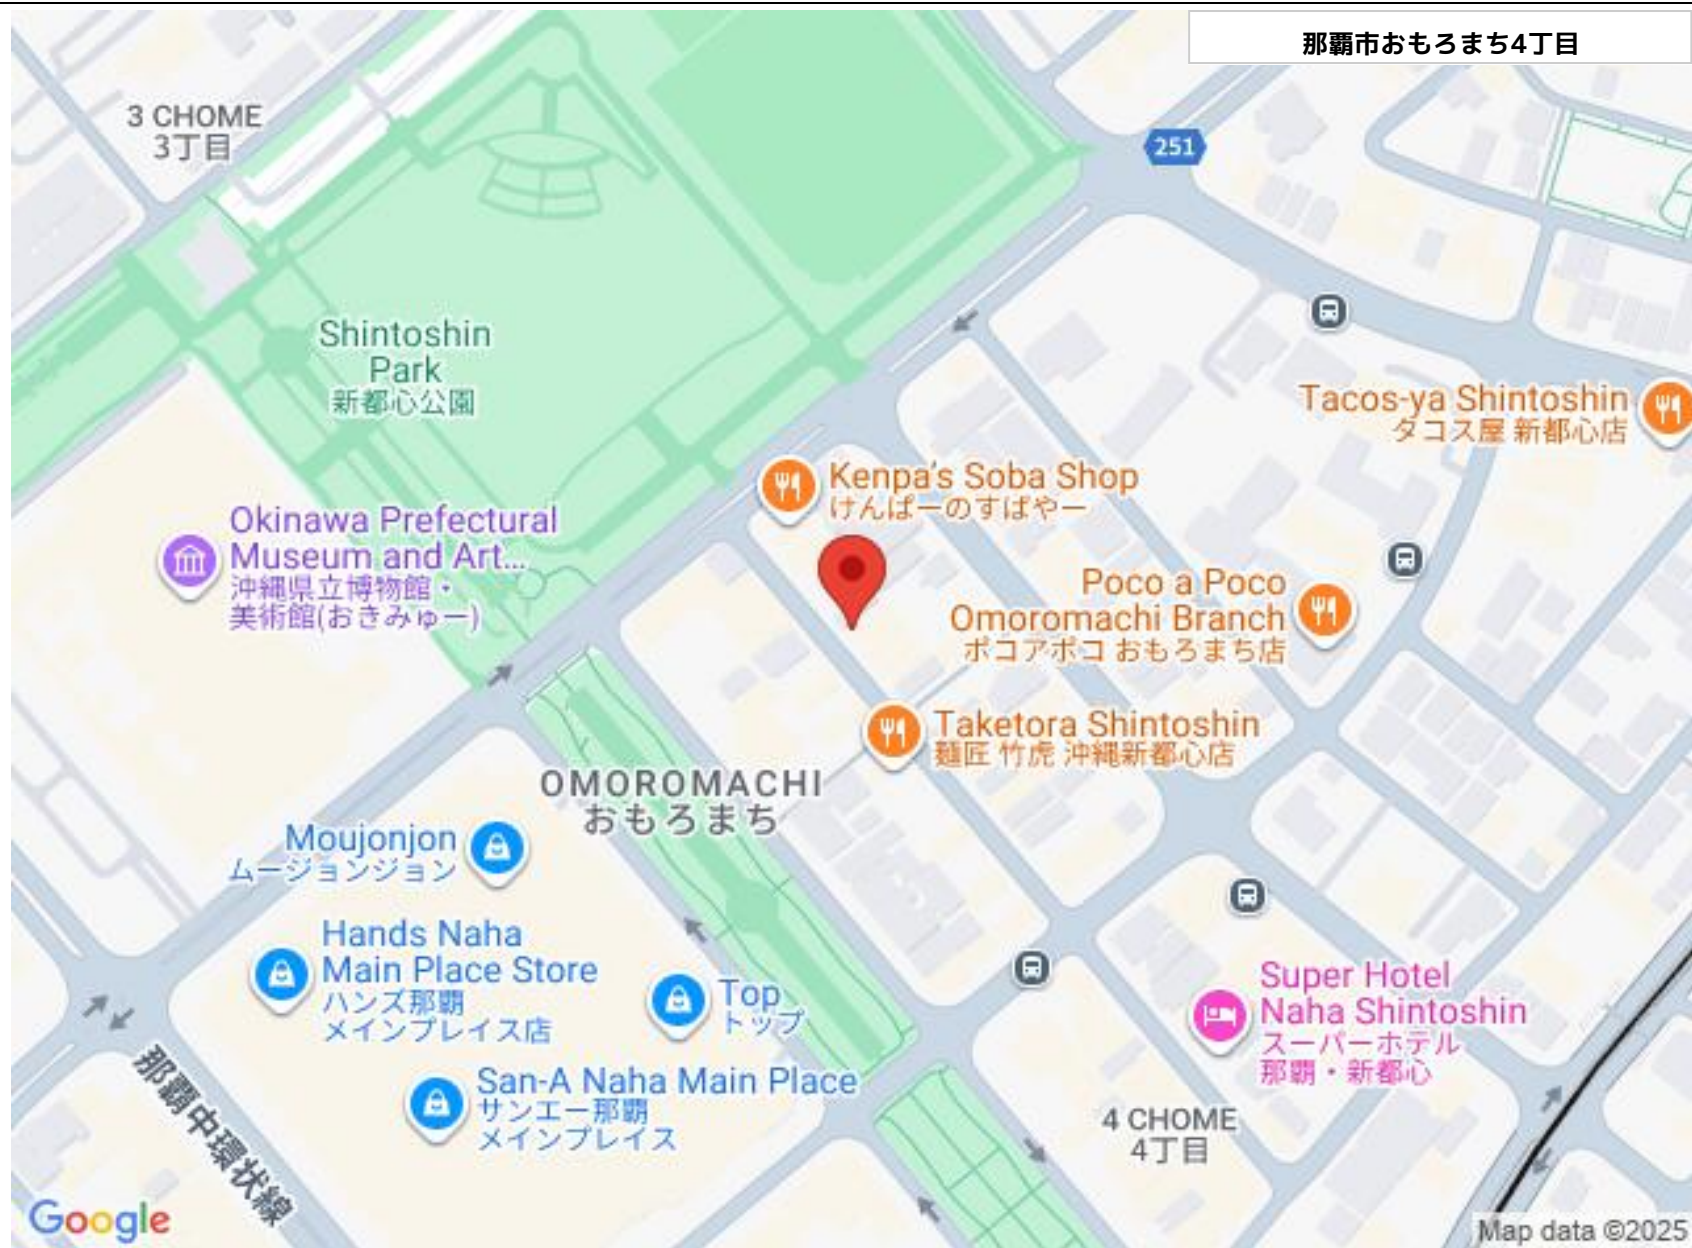 那覇市おもろまち4丁目
3 CHOME
3丁目
251
Shintoshin
Park
新都心公園
Tacos-ya Shintoshin
タコス屋 新都心店
Kenpa's Soba Shop
けんぱーのすばやー
Okinawa Prefectural
Museum and Art...
沖縄県立博物館・
美術館(おきみゅー)
Poco a Poco
Omoromachi Branch
ポコアポコ おもろまち店
Taketora Shintoshin
麺匠 竹虎 沖縄新都心店
OMOROMACHI
おもろまち
Moujonjon
ムージョンジョン
Hands Naha
Main Place Store
ハンズ那覇
メインプレイス店
Top
トップ
Super Hotel
Naha Shintoshin
スーパーホテル
那覇・新都心
San-A Naha Main Place
サンエー那覇
メインプレイス
4 CHOME
4丁目
那覇中環状線
Google
Map data ©2025